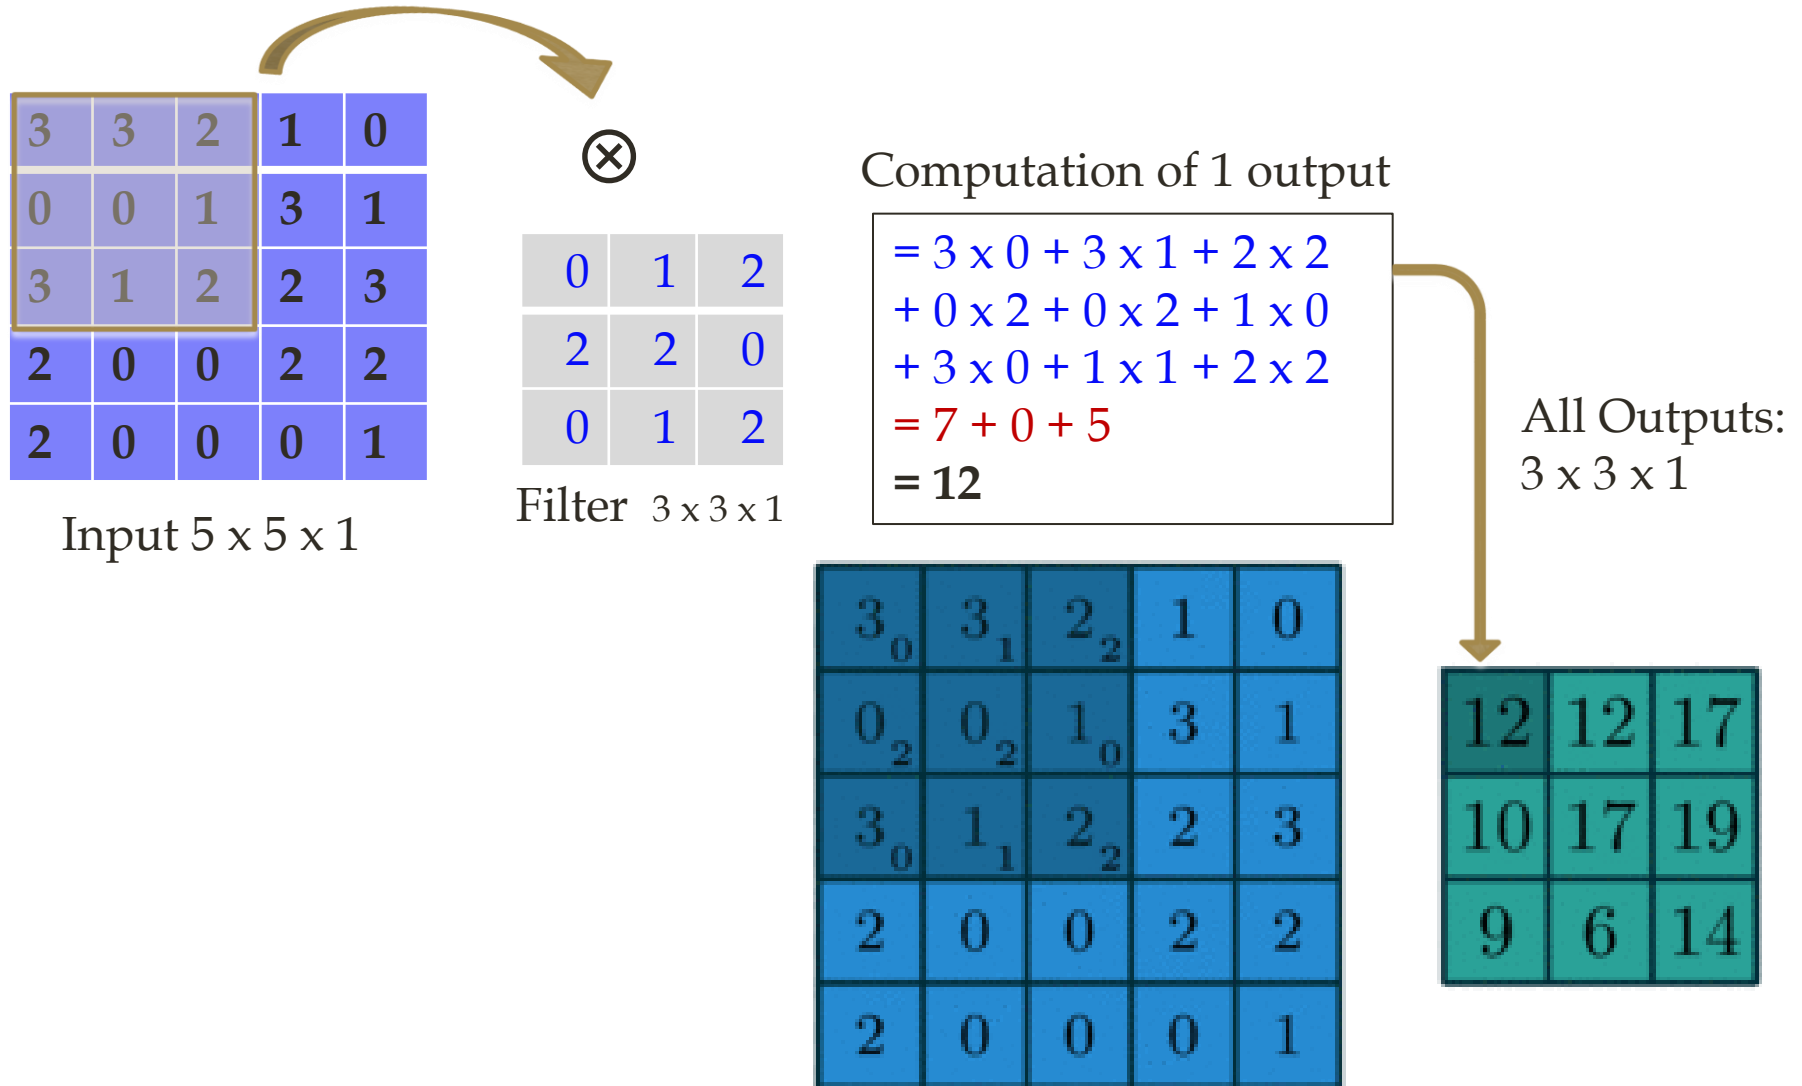 3 3 2 1 0
0 0 1 3 1
3 1 2 2 3
2 0 0 2 2
2 0 0 0 1
Input 5 x 5 x 1
⊗
0 1 2
2 2 0
0 1 2
Filter 3 x 3 x 1
Computation of 1 output
= 3 x 0 + 3 x 1 + 2 x 2
+ 0 x 2 + 0 x 2 + 1 x 0
+ 3 x 0 + 1 x 1 + 2 x 2
= 7 + 0 + 5
= 12
All Outputs:
3 x 3 x 1
3 0 3 1 2 2 1 0
0 2 0 2 1 0 3 1
3 0 1 1 2 2 2 3
2 0 0 2 2
2 0 0 0 1
12 12 17
10 17 19
9 6 14